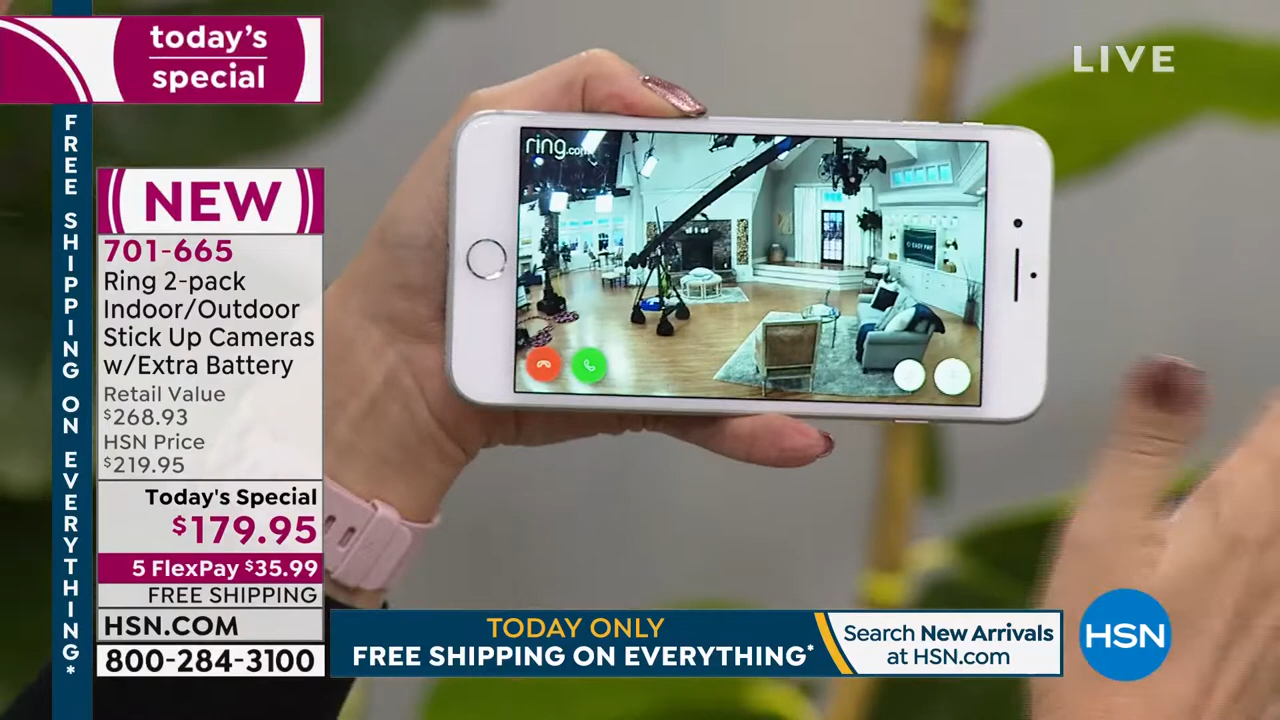 today's
special
LIVE
FREE SHIPPING ON EVERYTHING*
NEW
701-665
Ring 2-pack
Indoor/Outdoor
Stick Up Cameras
w/Extra Battery
Retail Value
$268.93
HSN Price
$219.95
Today's Special
$179.95
5 FlexPay $35.99
FREE SHIPPING
HSN.COM
800-284-3100
ring.com
EASY PAY
TODAY ONLY
FREE SHIPPING ON EVERYTHING*
Search New Arrivals
at HSN.com
HSN